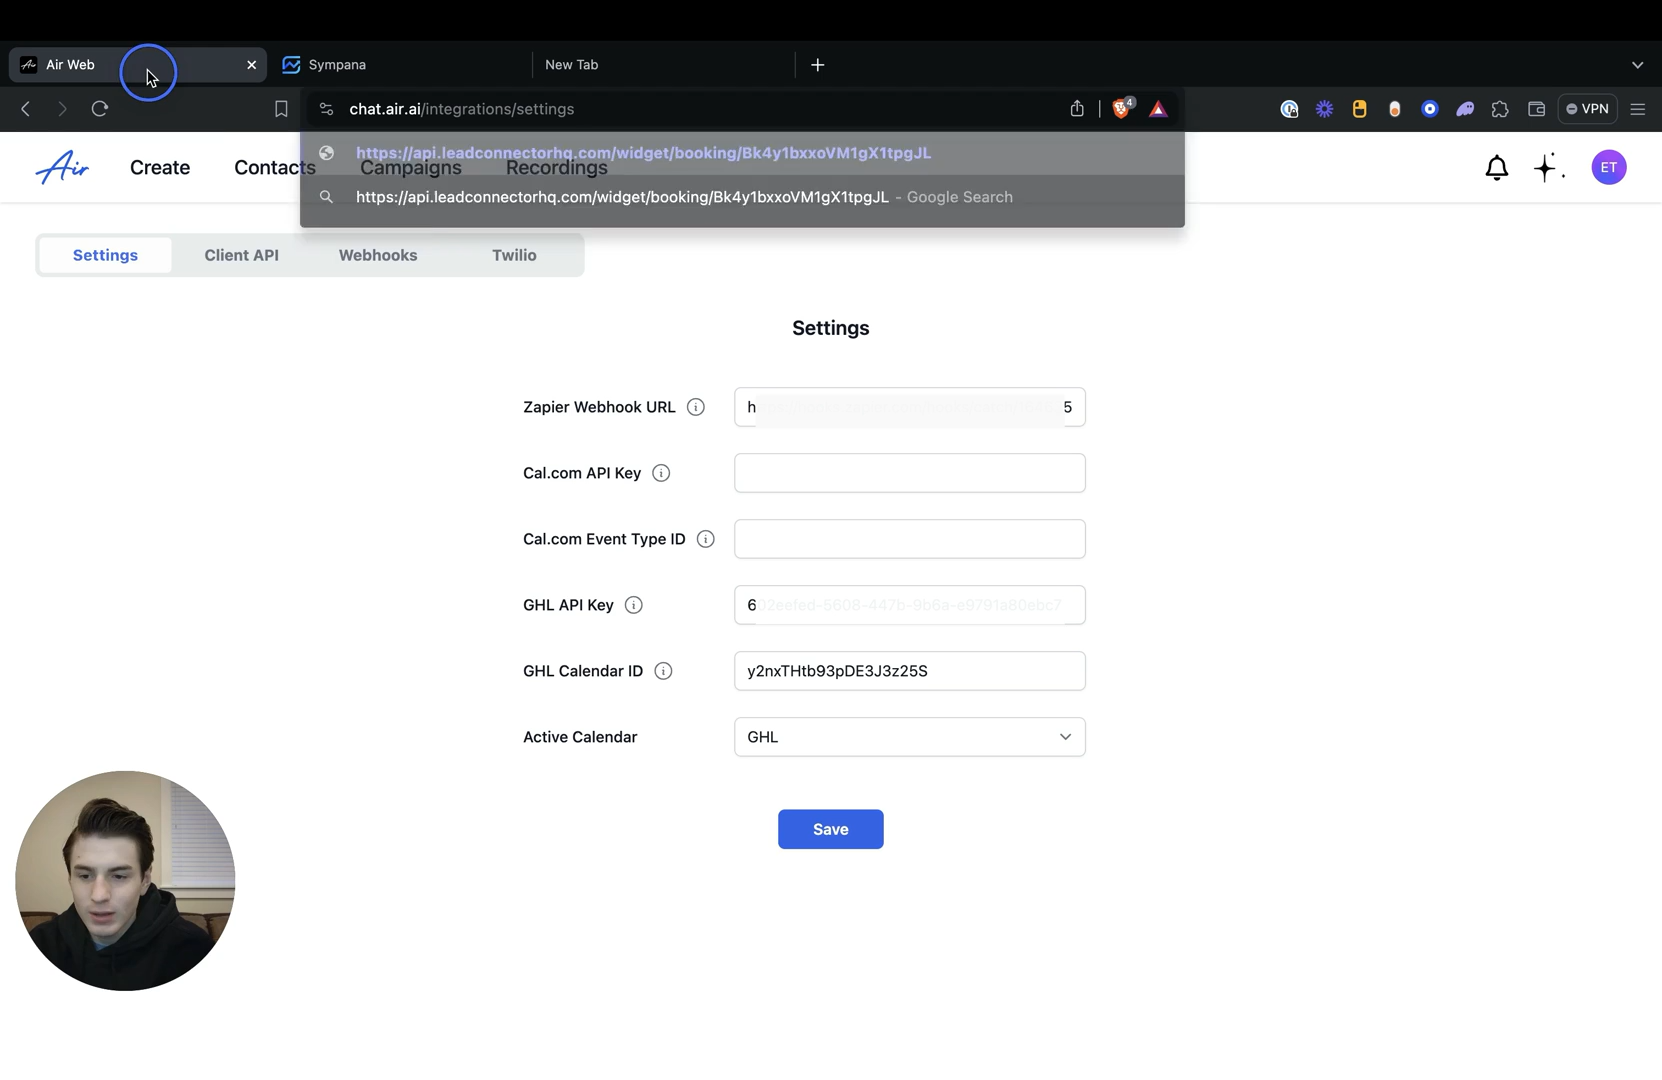 Air Web
Sympana
New Tab
chat.air.ai/integrations/settings
4
VPN
https://api.leadconnectorhq.com/widget/booking/Bk4y1bxxoVM1gX1tpgJL
https://api.leadconnectorhq.com/widget/booking/Bk4y1bxxoVM1gX1tpgJL - Google Search
Air
Create
Contacts
Campaigns
Recordings
ET
Settings
Client API
Webhooks
Twilio
Settings
Zapier Webhook URL
h 5
Cal.com API Key
Cal.com Event Type ID
GHL API Key
6
GHL Calendar ID
y2nxTHtb93pDE3J3z25S
Active Calendar
GHL
Save